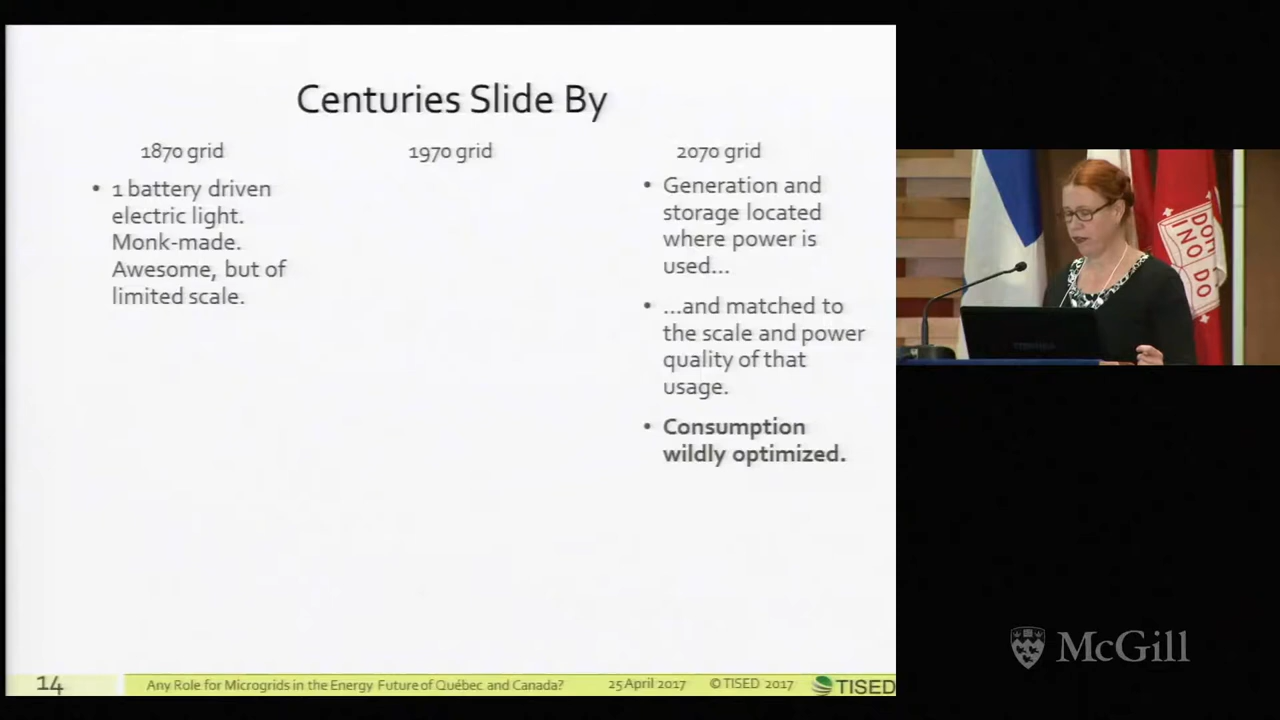 Centuries Slide By
1870 grid
1970 grid
2070 grid
• 1 battery driven
electric light.
Monk-made.
Awesome, but of
limited scale.
• Generation and
storage located
where power is
used...
• ...and matched to
the scale and power
quality of that
usage.
• Consumption
wildly optimized.
14
Any Role for Microgrids in the Energy Future of Québec and Canada?
25 April 2017
© TISED 2017
TISED
INO
DO
McGill